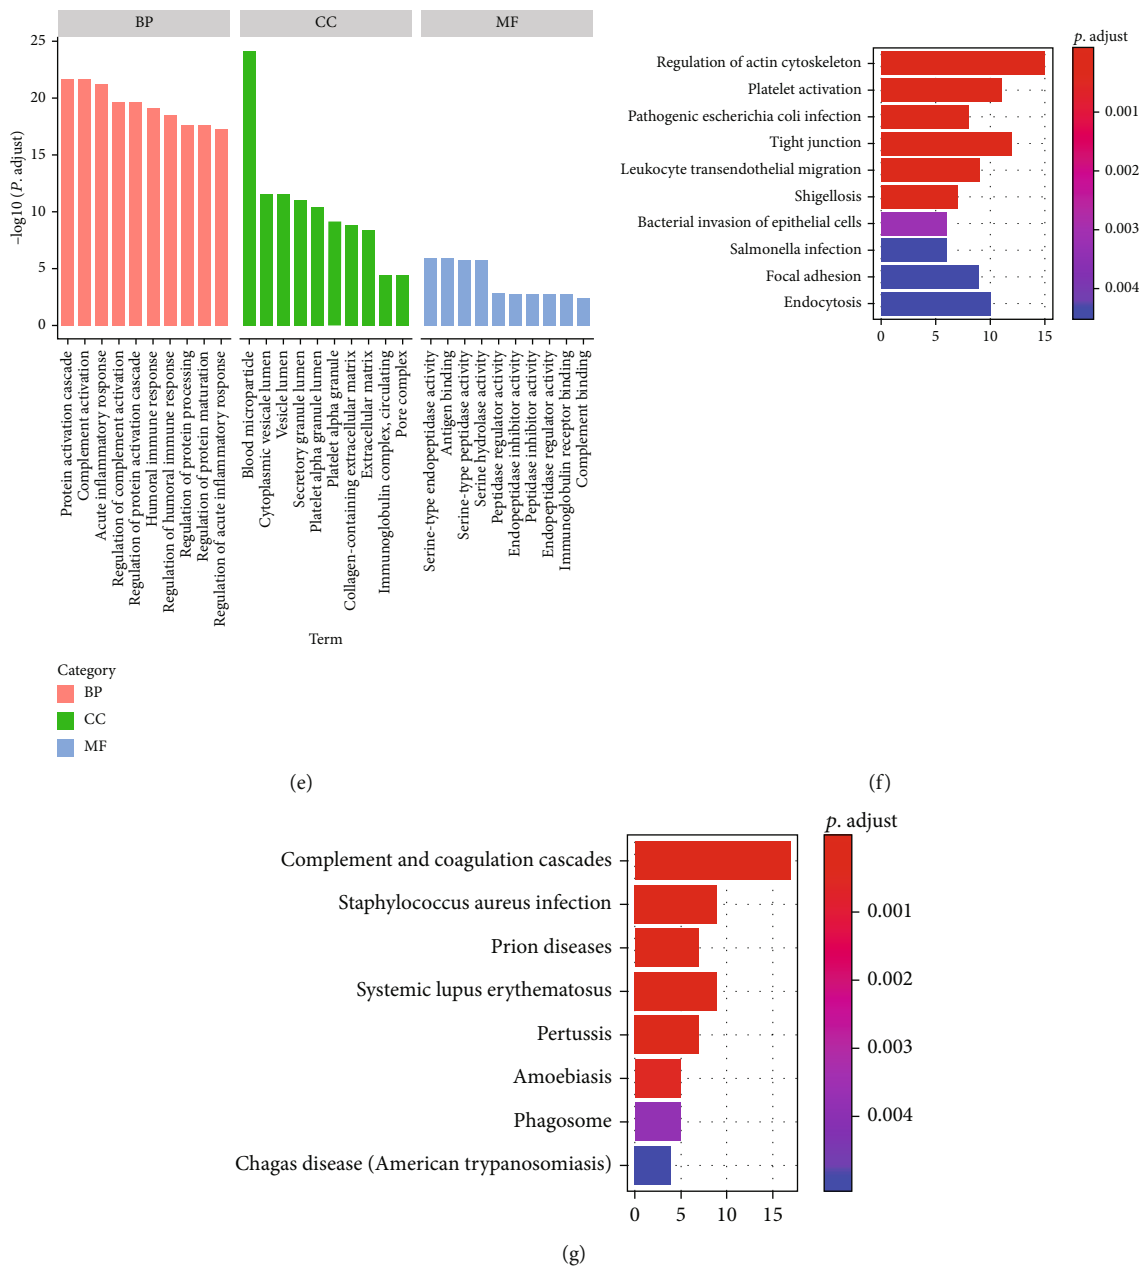 BP CC MF
25
20
15
10
5
0
–log10 (P. adjust)
Protein activation cascade
Complement activation
Acute inflammatory rosponse
Regulation of complement activation
Regulation of protein activation cascade
Humoral immune response
Regulation of humoral immune response
Regulation of protein processing
Regulation of protein maturation
Regulation of acute inflammatory rosponse
Blood microparticle
Cytoplasmic vesicale lumen
Vesicle lumen
Secretory granule lumen
Platelet alpha granule lumen
Platelet alpha granule
Collagen-containing extracellular matrix
Extracellular matrix
Immunoglobulin complex, circulating
Pore complex
Serine-type endopeptidase activity
Antigen binding
Serine-type peptidase activity
Serine hydrolase activity
Peptidase regulator activity
Endopeptidase inhibitor activity
Peptidase inhibitor activity
Endopeptidase regulator activity
Immunoglobulin receptor binding
Complement binding
Term
Category
BP
CC
MF
(e)
Regulation of actin cytoskeleton
Platelet activation
Pathogenic escherichia coli infection
Tight junction
Leukocyte transendothelial migration
Shigellosis
Bacterial invasion of epithelial cells
Salmonella infection
Focal adhesion
Endocytosis
0 5 10 15
p. adjust
0.001
0.002
0.003
0.004
(f)
Complement and coagulation cascades
Staphylococcus aureus infection
Prion diseases
Systemic lupus erythematosus
Pertussis
Amoebiasis
Phagosome
Chagas disease (American trypanosomiasis)
0 5 10 15
p. adjust
0.001
0.002
0.003
0.004
(g)